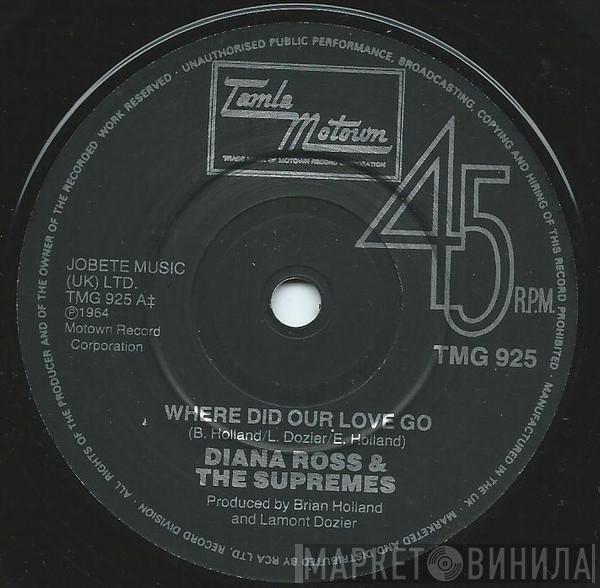 ALL RIGHTS OF THE PRODUCER AND OF THE OWNER OF THE RECORDED WORK RESERVED · UNAUTHORISED PUBLIC PERFORMANCE, BROADCASTING, COPYING AND HIRING OF THIS RECORD PROHIBITED · MANUFACTURED IN THE UK · MARKETED AND DISTRIBUTED BY RCA LTD. RECORD DIVISION ·
Tamla
Motown
TRADE MARK OF MOTOWN RECORD CORPORATION
45
R.P.M.
JOBETE MUSIC
(UK) LTD.
TMG 925 A‡
℗1964
Motown Record
Corporation
TMG 925
WHERE DID OUR LOVE GO
(B. Holland/L. Dozier/E. Holland)
DIANA ROSS &
THE SUPREMES
Produced by Brian Holland
and Lamont Dozier
МАРКЕТ ВИНИЛА